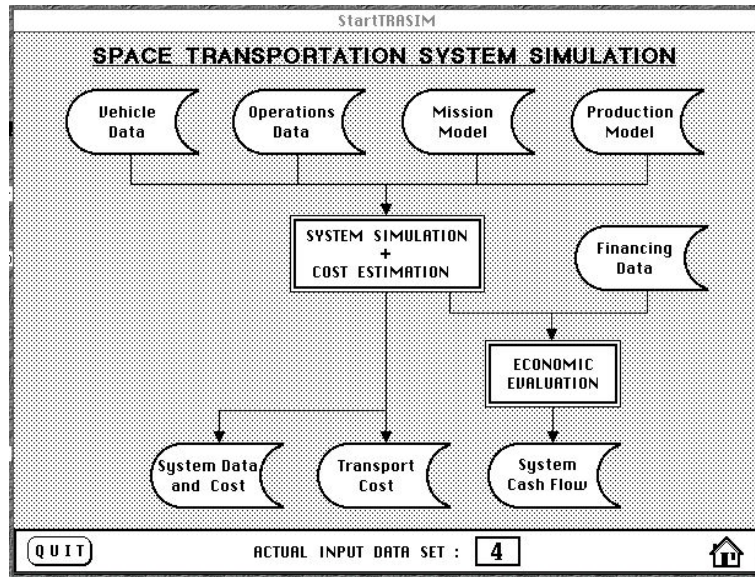 StartTRASIM
SPACE TRANSPORTATION SYSTEM SIMULATION
Vehicle
Data
Operations
Data
Mission
Model
Production
Model
SYSTEM SIMULATION
+
COST ESTIMATION
Financing
Data
ECONOMIC
EVALUATION
System Data
and Cost
Transport
Cost
System
Cash Flow
QUIT
ACTUAL INPUT DATA SET : 4